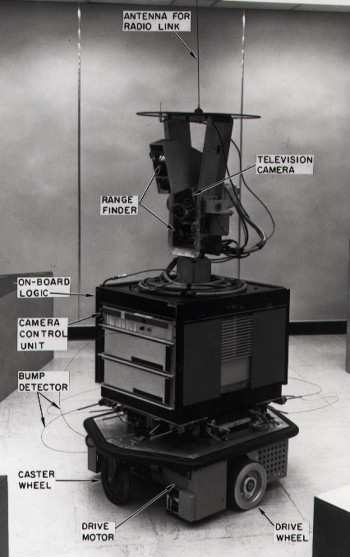 ANTENNA FOR
RADIO LINK
TELEVISION
CAMERA
RANGE
FINDER
ON-BOARD
LOGIC
CAMERA
CONTROL
UNIT
BUMP
DETECTOR
CASTER
WHEEL
DRIVE
MOTOR
DRIVE
WHEEL